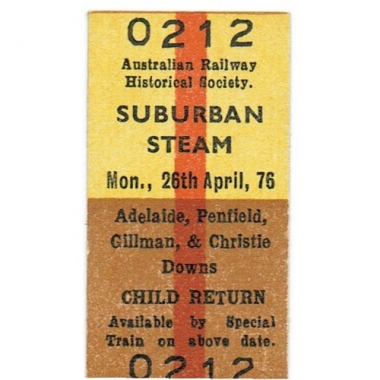 0212
Australian Railway
Historical Society.
SUBURBAN
STEAM
Mon., 26th April, 76
Adelaide, Penfield,
Gillman, & Christie
Downs
CHILD RETURN
Available by Special
Train on above date.
0212